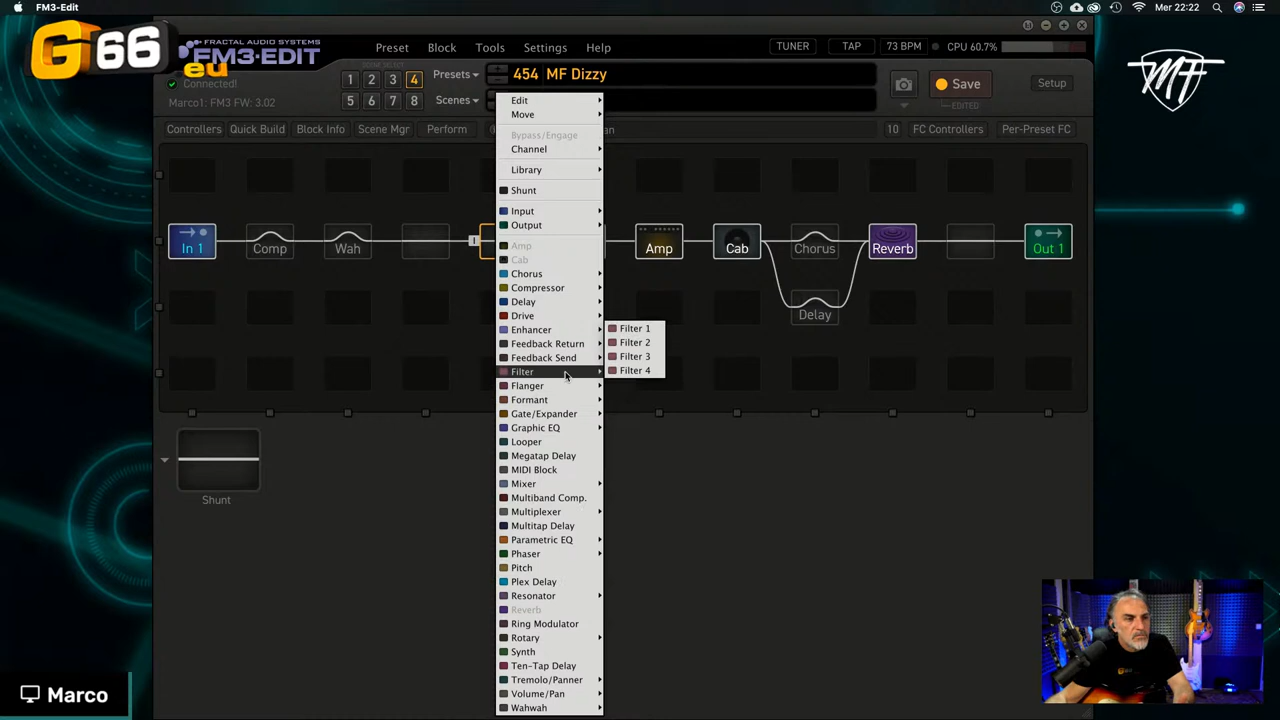 FM3-Edit
Mer 22:22
G66
eu
FRACTAL AUDIO SYSTEMS
FM3-EDIT
Preset
Block
Tools
Settings
Help
TUNER
TAP
73 BPM
CPU 60.7%
Connected!
Marco1: FM3 FW: 3.02
SCENE SELECT
1 2 3 4
5 6 7 8
Presets
454 MF Dizzy
Scenes
Save
EDITED
Setup
Controllers
Quick Build
Block Info
Scene Mgr
Perform
an
10
FC Controllers
Per-Preset FC
In 1
Comp
Wah
Amp
Cab
Chorus
Reverb
Out 1
Delay
Shunt
Edit
Move
Bypass/Engage
Channel
Library
Shunt
Input
Output
Amp
Cab
Chorus
Compressor
Delay
Drive
Enhancer
Feedback Return
Feedback Send
Filter
Flanger
Formant
Gate/Expander
Graphic EQ
Looper
Megatap Delay
MIDI Block
Mixer
Multiband Comp.
Multiplexer
Multitap Delay
Parametric EQ
Phaser
Pitch
Plex Delay
Resonator
Reverb
Ring Modulator
Rotary
Synth
Ten-Tap Delay
Tremolo/Panner
Volume/Pan
Wahwah
Filter 1
Filter 2
Filter 3
Filter 4
MF
Marco
G66